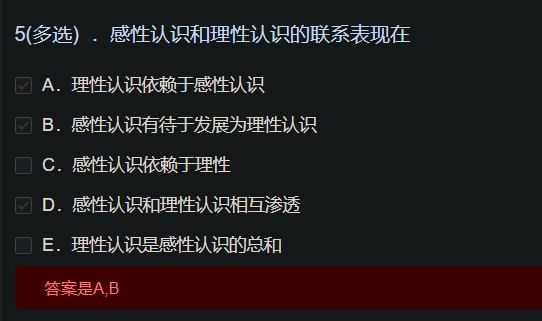 5(多选) ．感性认识和理性认识的联系表现在
A．理性认识依赖于感性认识
B．感性认识有待于发展为理性认识
C．感性认识依赖于理性
D．感性认识和理性认识相互渗透
E．理性认识是感性认识的总和
答案是A,B